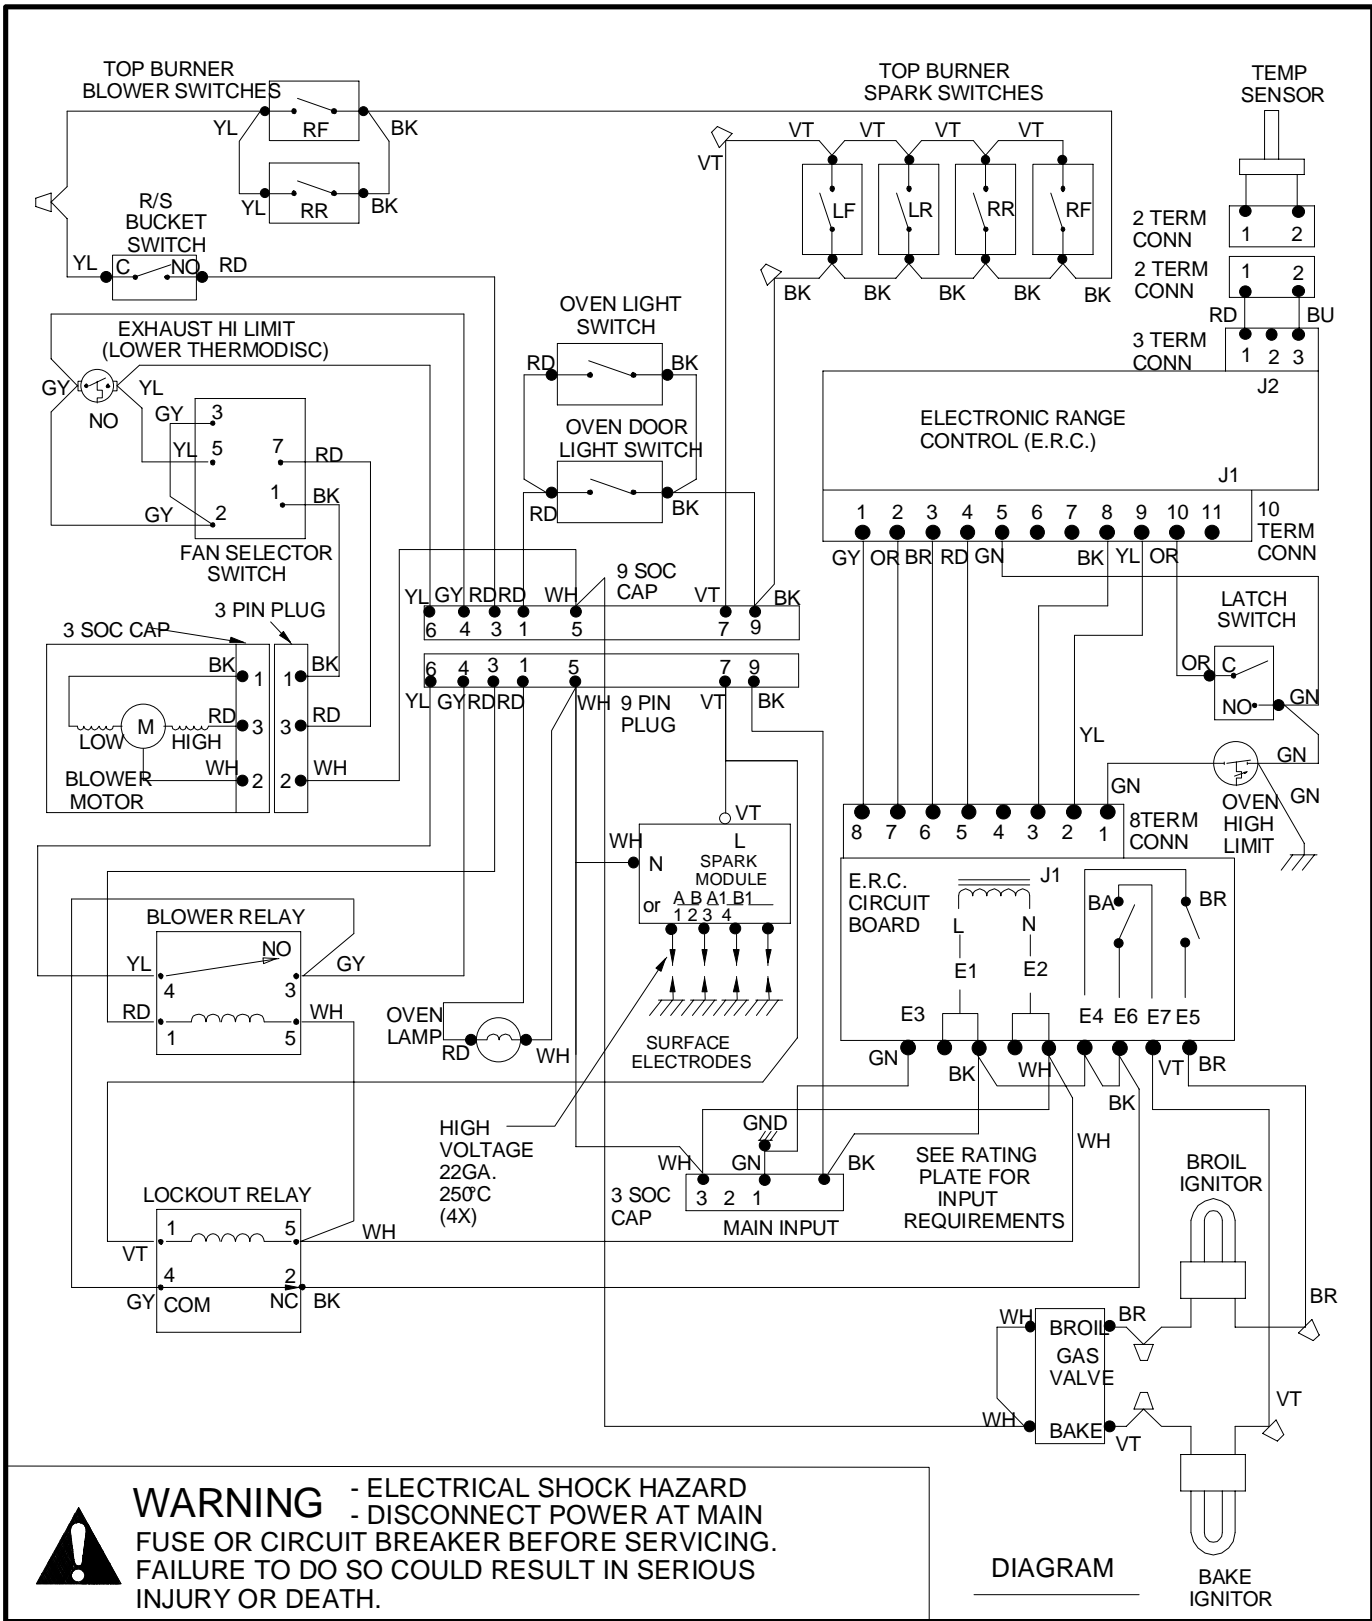 TOP BURNER
BLOWER SWITCHES
TOP BURNER
SPARK SWITCHES
TEMP
SENSOR
YL
RF
BK
VT
VT
VT
VT
YL
RR
BK
R/S
BUCKET
SWITCH
LF
LR
RR
RF
2 TERM
CONN
1 2
YL
C
NO
RD
2 TERM
CONN
1 2
BK
BK
BK
BK
BK
RD
BU
OVEN LIGHT
SWITCH
EXHAUST HI LIMIT
(LOWER THERMODISC)
3 TERM
CONN
1 2 3
J2
RD
BK
GY
YL
NO
GY
3
YL
5
7
RD
1
BK
GY
2
FAN SELECTOR
SWITCH
OVEN DOOR
LIGHT SWITCH
RD
BK
ELECTRONIC RANGE
CONTROL (E.R.C.)
J1
1 2 3 4 5 6 7 8 9 10 11
10
TERM
CONN
GY OR BR RD GN BK YL OR
9 SOC
CAP
YL GY RD RD WH VT BK
6 4 3 1 5 7 9
3 PIN PLUG
3 SOC CAP
6 4 3 1 5 7 9
YL GY RD RD WH VT BK
9 PIN
PLUG
LATCH
SWITCH
OR
C
NO
GN
BK
1
1
BK
RD
3
3
RD
WH
2
2
WH
M
LOW
HIGH
BLOWER
MOTOR
YL
GN
GN
GN
OVEN
HIGH
LIMIT
8 7 6 5 4 3 2 1
8TERM
CONN
VT
WH
N
L
SPARK
MODULE
or
A B A1 B1
1 2 3 4
E.R.C.
CIRCUIT
BOARD
J1
L
N
BA
BR
E1
E2
E3
E4 E6 E7 E5
BLOWER RELAY
NO
YL
4
3
GY
RD
1
5
WH
OVEN
LAMP
RD
WH
SURFACE
ELECTRODES
GN
BK
WH
BK
VT
BR
HIGH
VOLTAGE
22GA.
250°C
(4X)
GND
WH
GN
BK
3 SOC
CAP
3 2 1
MAIN INPUT
SEE RATING
PLATE FOR
INPUT
REQUIREMENTS
WH
BROIL
IGNITOR
LOCKOUT RELAY
1
5
WH
VT
4
2
GY
COM
NC
BK
BR
WH
BROIL
BR
GAS
VALVE
WH
BAKE
VT
VT
BAKE
IGNITOR
WARNING
- ELECTRICAL SHOCK HAZARD
- DISCONNECT POWER AT MAIN
FUSE OR CIRCUIT BREAKER BEFORE SERVICING.
FAILURE TO DO SO COULD RESULT IN SERIOUS
INJURY OR DEATH.
DIAGRAM